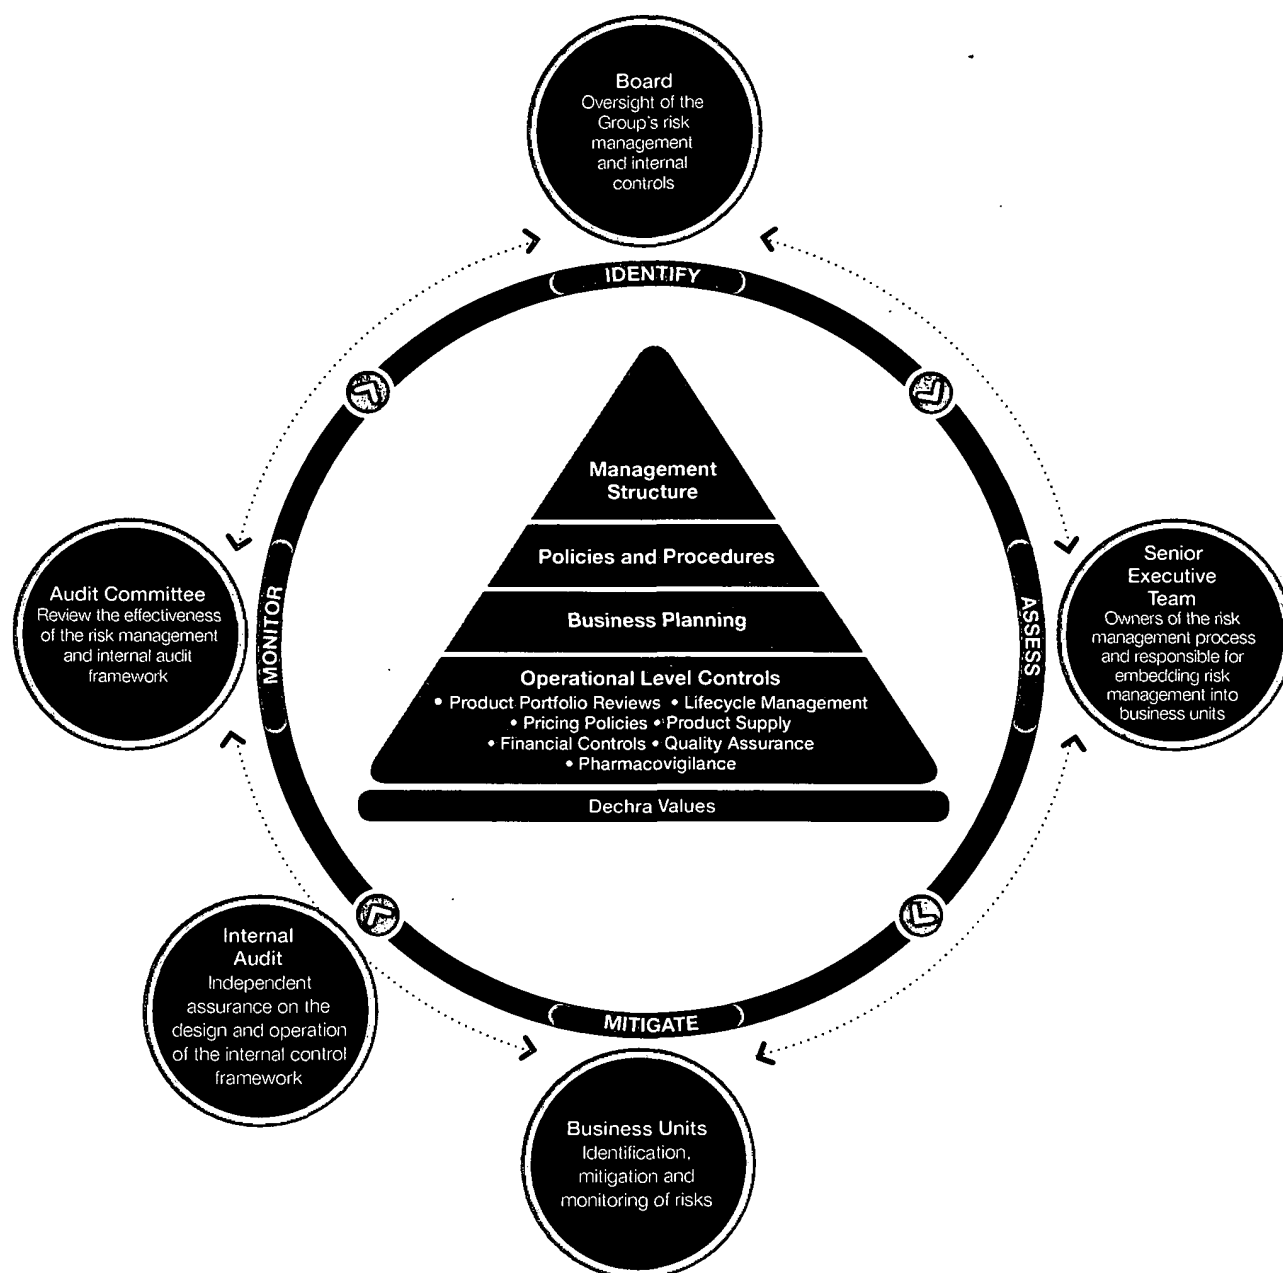 Board
Oversight of the
Group's risk
management
and internal
controls
IDENTIFY
Management
Structure
Policies and Procedures
Business Planning
Operational Level Controls
• Product Portfolio Reviews • Lifecycle Management
• Pricing Policies • Product Supply
• Financial Controls • Quality Assurance
• Pharmacovigilance
Dechra Values
MONITOR
ASSESS
Audit Committee
Review the effectiveness
of the risk management
and internal audit
framework
Senior
Executive
Team
Owners of the risk
management process
and responsible for
embedding risk
management into
business units
Internal
Audit
Independent
assurance on the
design and operation
of the internal control
framework
MITIGATE
Business Units
Identification,
mitigation and
monitoring of risks